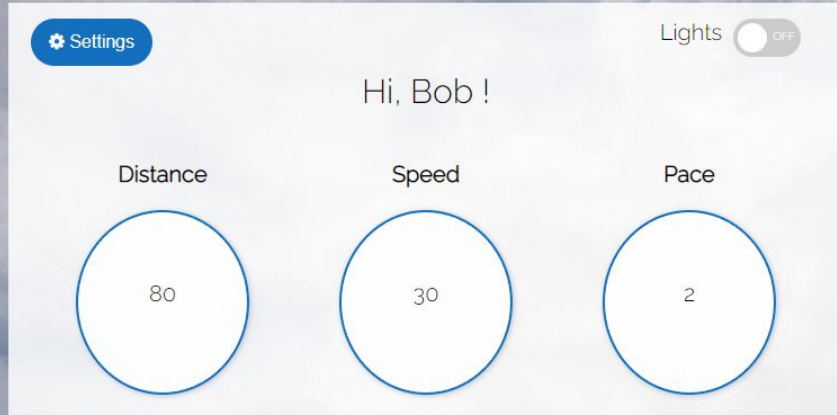 Settings
Lights OFF
Hi, Bob !
Distance Speed Pace
80 30 2